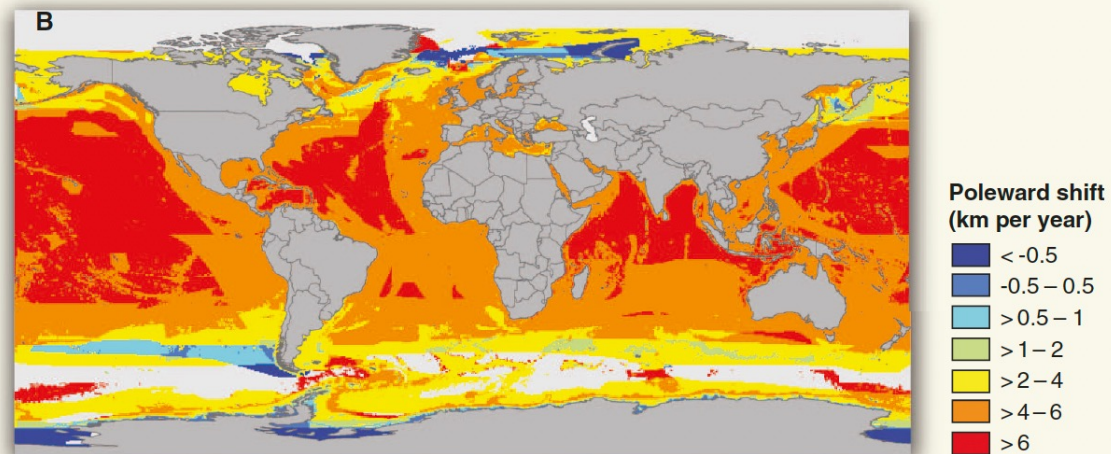 B
Poleward shift
(km per year)
< -0.5
-0.5 – 0.5
>0.5 – 1
>1 – 2
>2 – 4
>4 – 6
>6